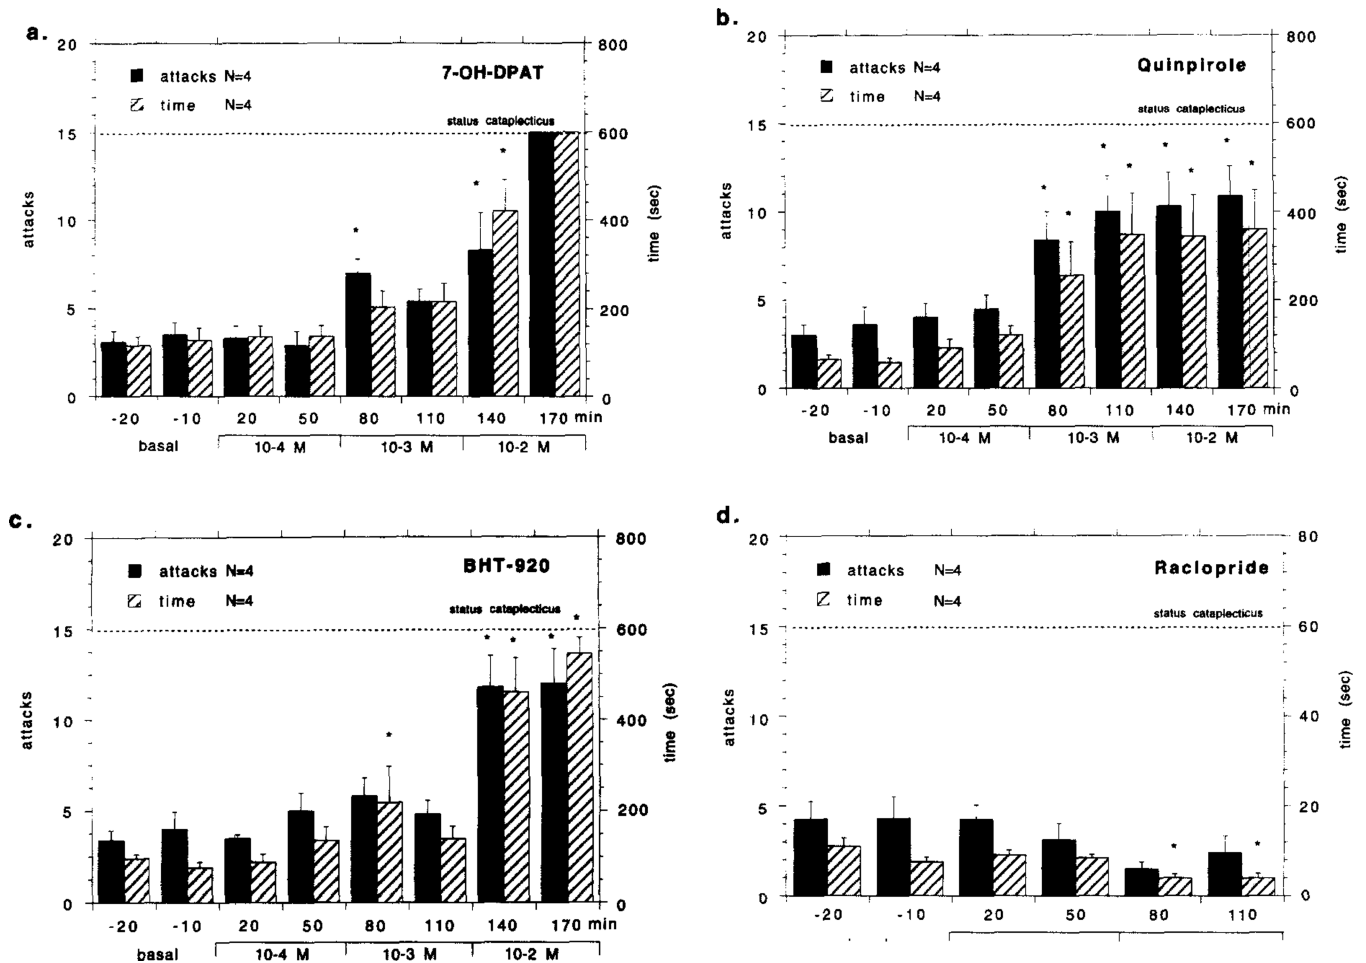 a.
20
800
7-OH-DPAT
attacks N=4
time N=4
status cataplecticus
15
600
10
400
5
200
0
0
attacks
time (sec)
-20 -10 20 50 80 110 140 170 min
basal 10-4 M 10-3 M 10-2 M
b.
20
800
Quinpirole
attacks N=4
time N=4
status cataplecticus
15
600
10
400
5
200
0
0
attacks
time (sec)
-20 -10 20 50 80 110 140 170 min
basal 10-4 M 10-3 M 10-2 M
c.
20
800
BHT-920
attacks N=4
time N=4
status cataplecticus
15
600
10
400
5
200
0
0
attacks
time (sec)
-20 -10 20 50 80 110 140 170 min
basal 10-4 M 10-3 M 10-2 M
d.
20
80
Raclopride
attacks N=4
time N=4
status cataplecticus
15
60
10
40
5
20
0
0
attacks
time (sec)
-20 -10 20 50 80 110